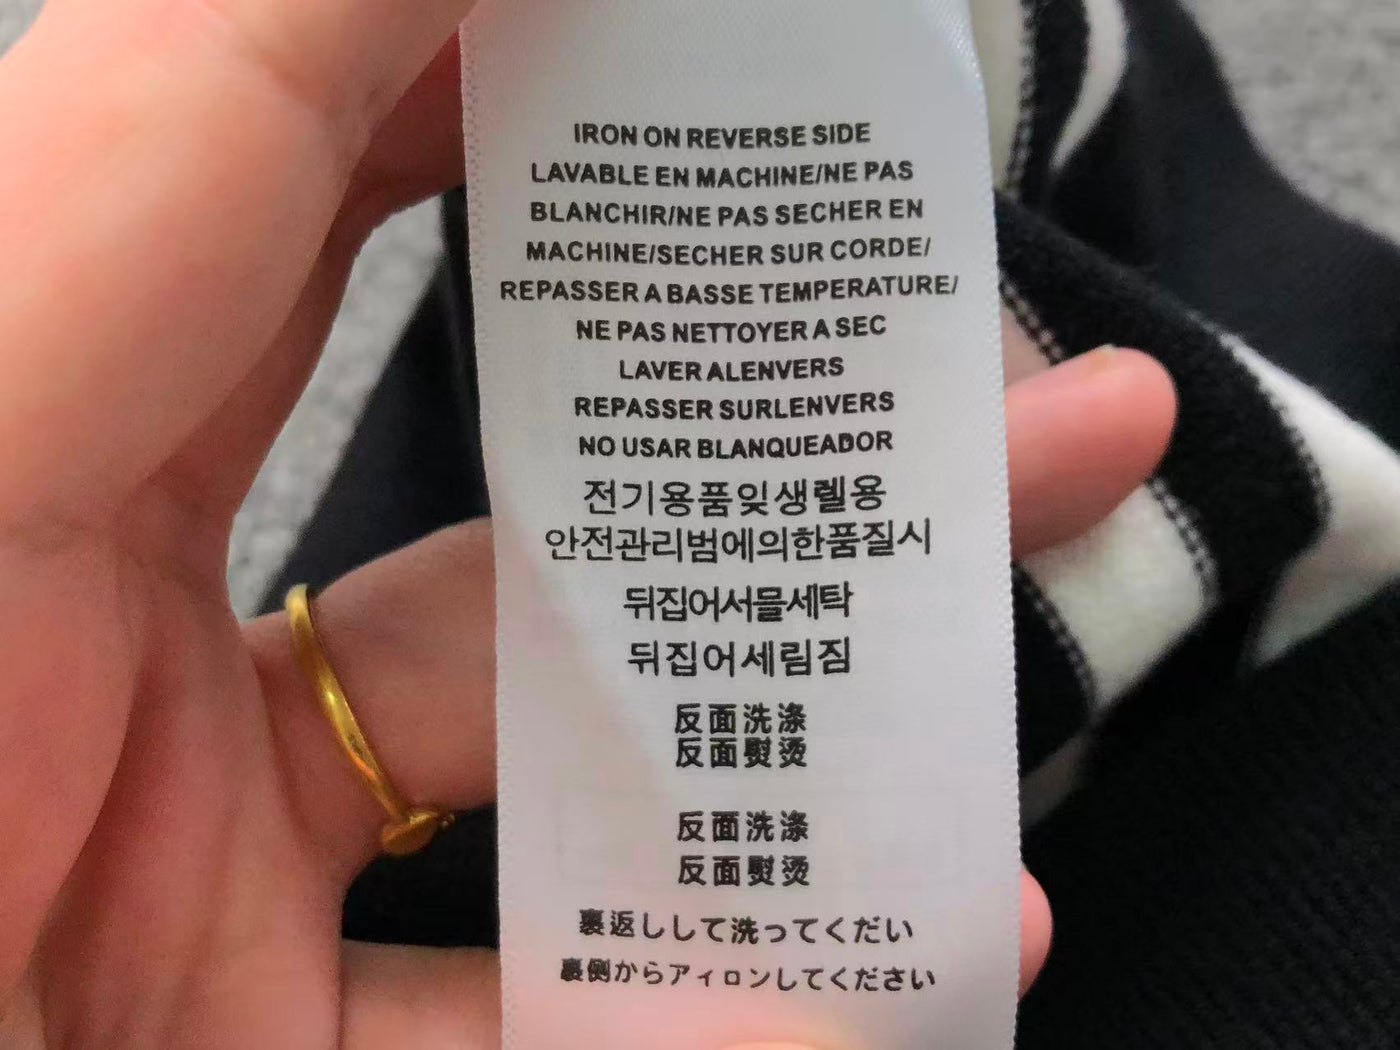 IRON ON REVERSE SIDE
LAVABLE EN MACHINE/NE PAS
BLANCHIR/NE PAS SECHER EN
MACHINE/SECHER SUR CORDE/
REPASSER A BASSE TEMPERATURE/
NE PAS NETTOYER A SEC
LAVER ALENVERS
REPASSER SURLENVERS
NO USAR BLANQUEADOR
전기용품잊생렐용
안전관리범에의한품질시
뒤집어서믈세탁
뒤집어세림짐
反面洗涤
反面熨烫
反面洗涤
反面熨烫
裏返しして洗ってくだい
裏側からアィロンしてください